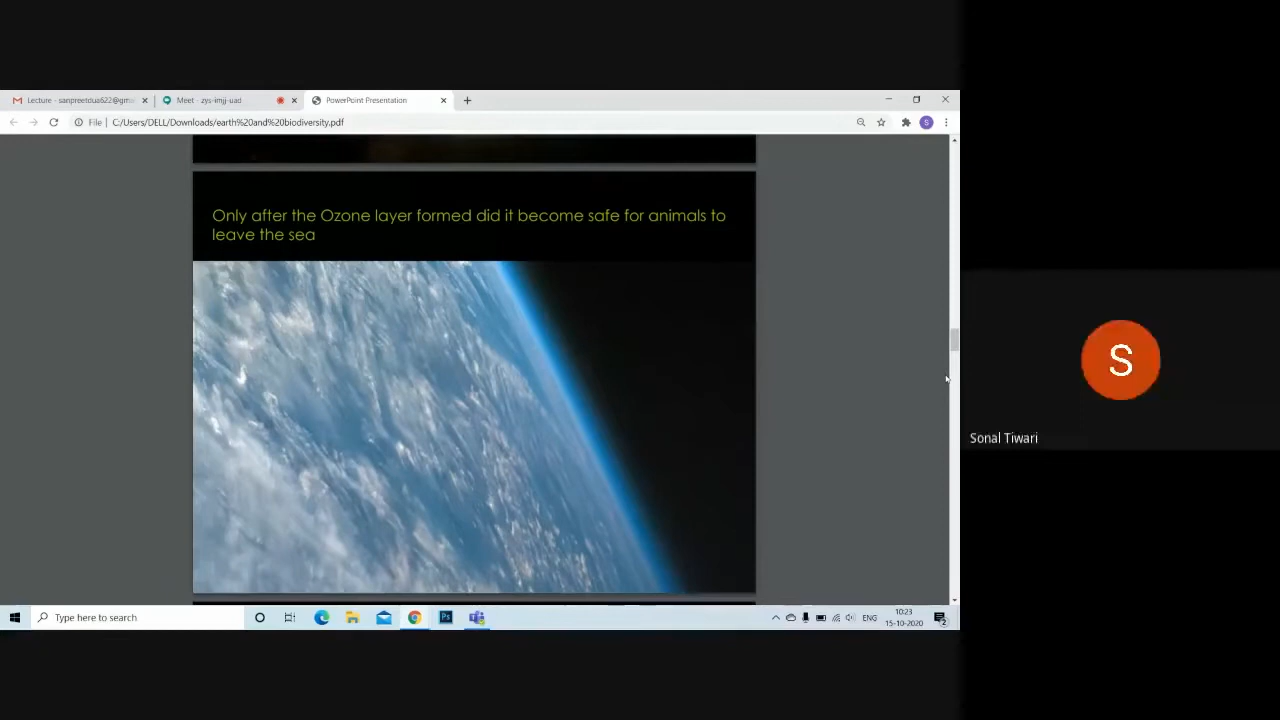 Lecture - sanpreetdua622@gm
Meet - zys-imjj-uad
PowerPoint Presentation
File
C:/Users/DELL/Downloads/earth%20and%20biodiversity.pdf
S
Only after the Ozone layer formed did it become safe for animals to
leave the sea
S
Sonal Tiwari
Type here to search
Ps
ENG
10:23
15-10-2020
2